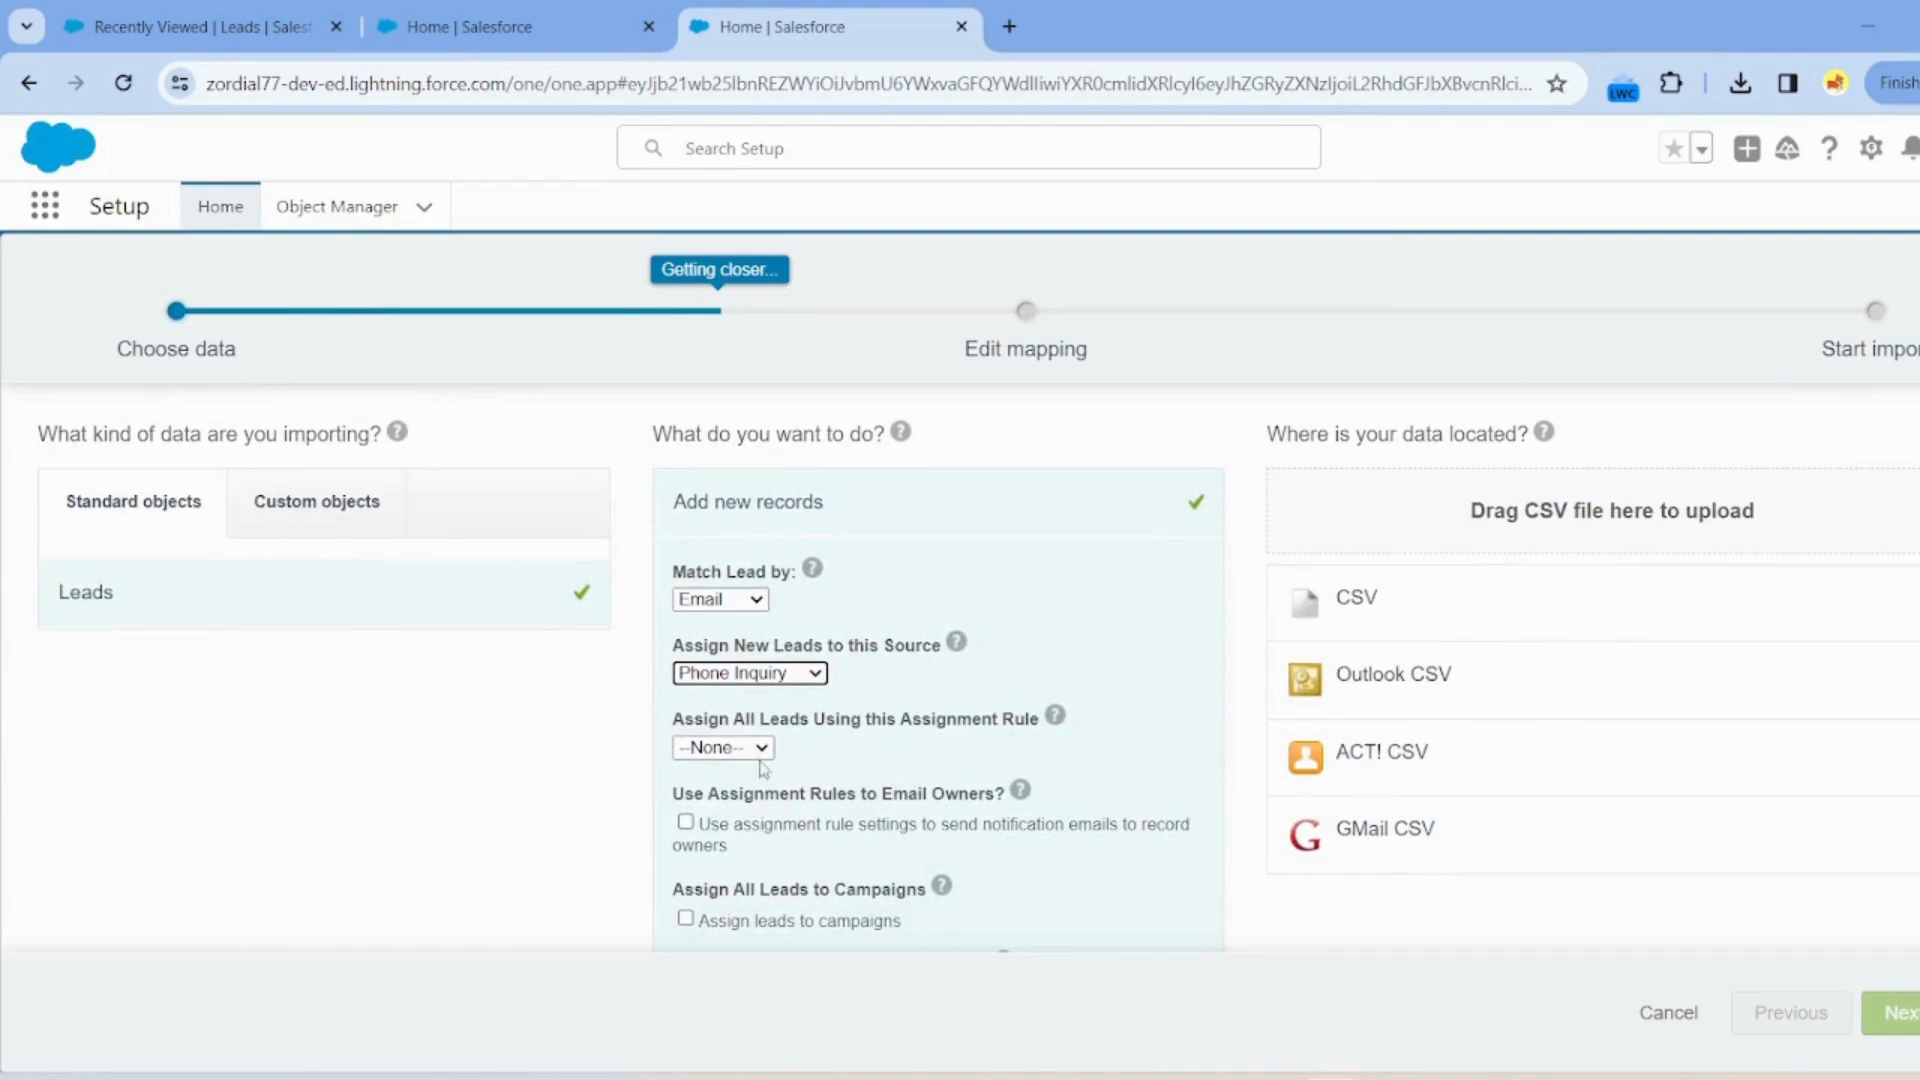 Recently Viewed | Leads | Salesf
Home | Salesforce
Home | Salesforce
zordial77-dev-ed.lightning.force.com/one/one.app#eyJjb21wb25lbnREZWYiOiJvbmU6YWxvaGFQYWdlIiwiYXR0cmlidXRlcyI6eyJhZGRyZXNzIjoiL2RhdGFJbXBvcnRlci...
LWC
Finish
Search Setup
Setup
Home
Object Manager
Getting closer...
Choose data
Edit mapping
Start impor
What kind of data are you importing?
What do you want to do?
Where is your data located?
Standard objects
Custom objects
Leads
Add new records
Match Lead by:
Email
Assign New Leads to this Source
Phone Inquiry
Assign All Leads Using this Assignment Rule
--None--
Use Assignment Rules to Email Owners?
Use assignment rule settings to send notification emails to record
owners
Assign All Leads to Campaigns
Assign leads to campaigns
Drag CSV file here to upload
CSV
Outlook CSV
ACT! CSV
GMail CSV
Cancel
Previous
Nex